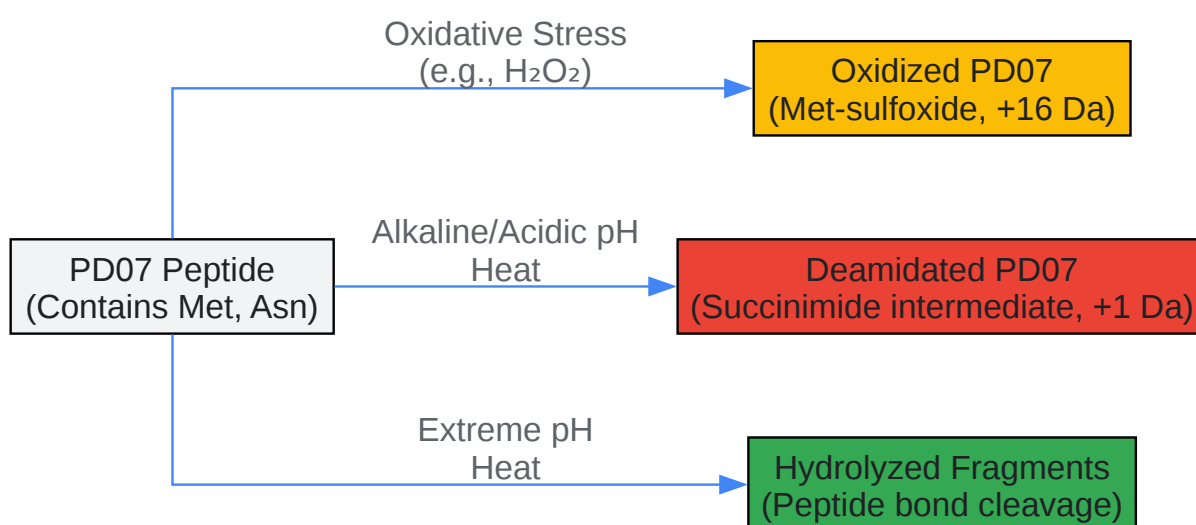 Oxidative Stress
(e.g., H₂O₂)
Oxidized PD07
(Met-sulfoxide, +16 Da)
Alkaline/Acidic pH
Heat
PD07 Peptide
(Contains Met, Asn)
Deamidated PD07
(Succinimide intermediate, +1 Da)
Extreme pH
Heat
Hydrolyzed Fragments
(Peptide bond cleavage)